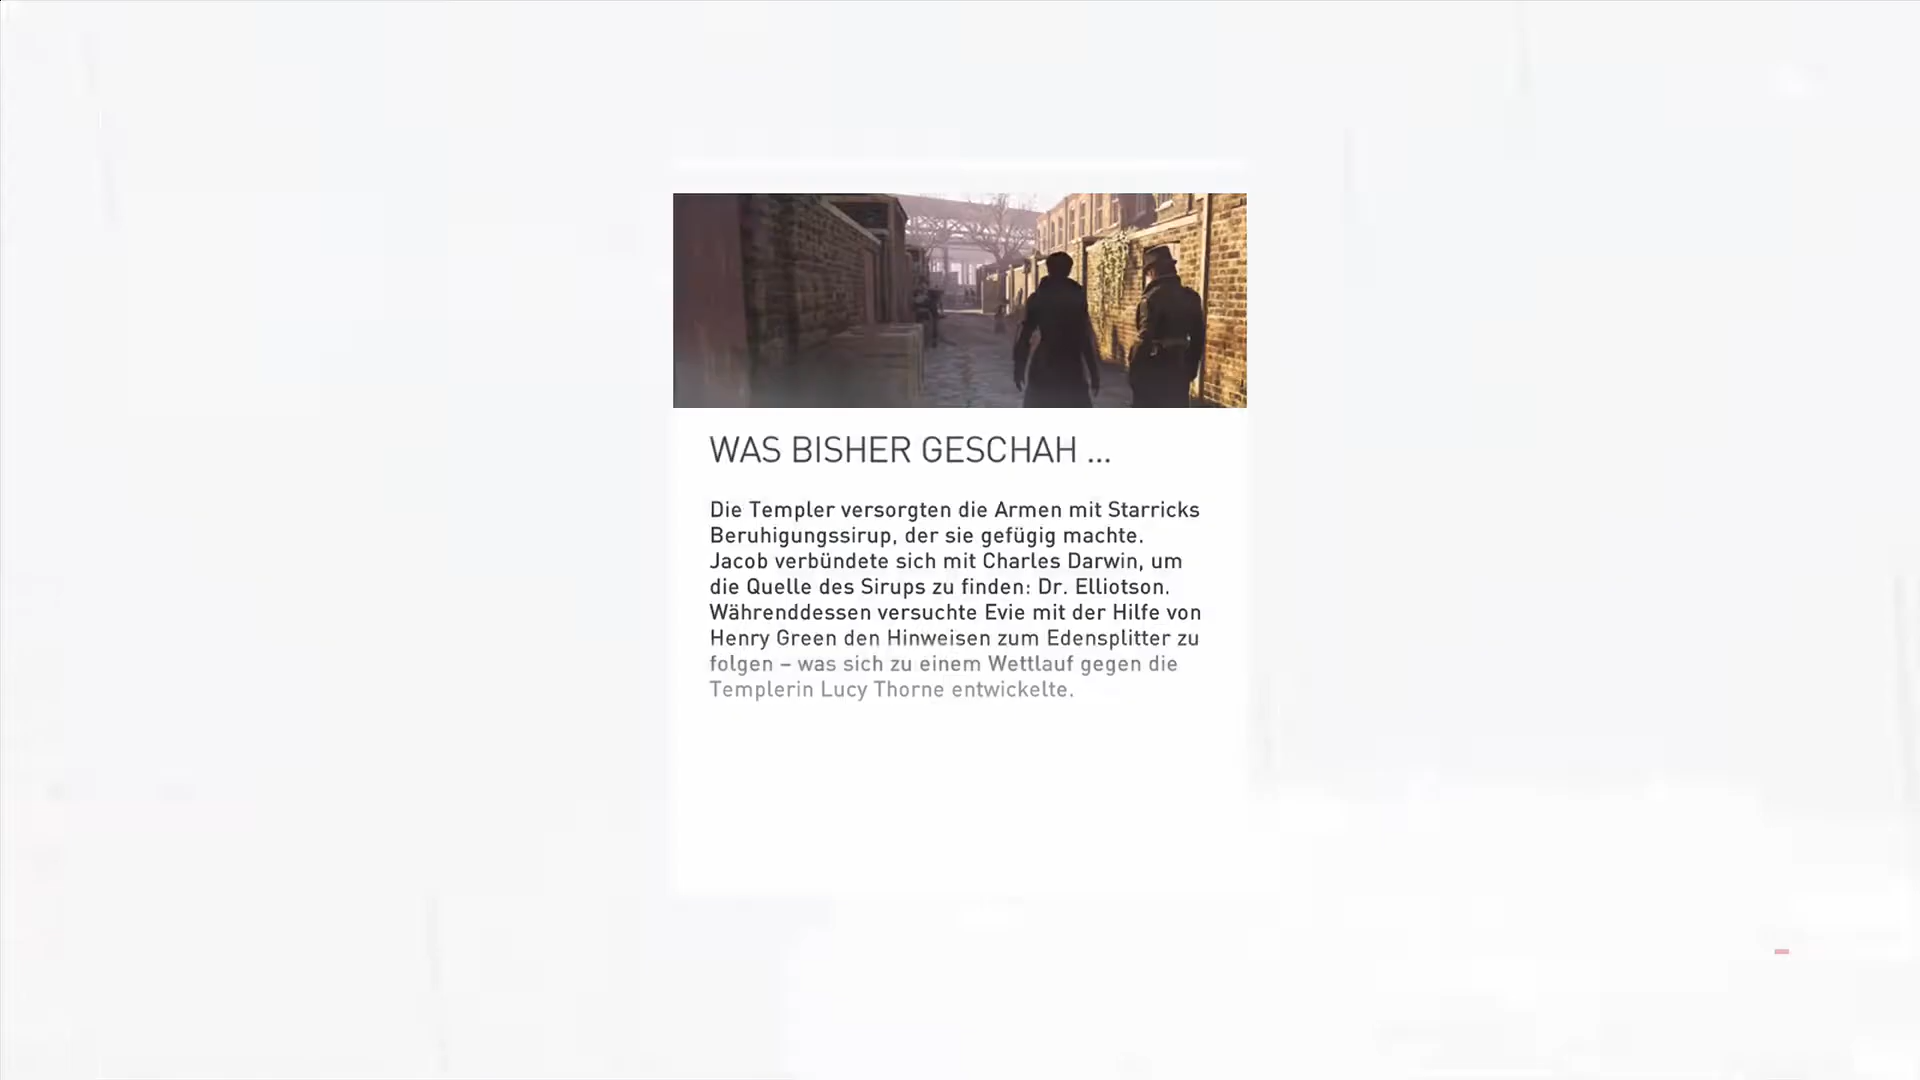 WAS BISHER GESCHAH ...
Die Templer versorgten die Armen mit Starricks
Beruhigungssirup, der sie gefügig machte.
Jacob verbündete sich mit Charles Darwin, um
die Quelle des Sirups zu finden: Dr. Elliotson.
Währenddessen versuchte Evie mit der Hilfe von
Henry Green den Hinweisen zum Edensplitter zu
folgen – was sich zu einem Wettlauf gegen die
Templerin Lucy Thorne entwickelte.